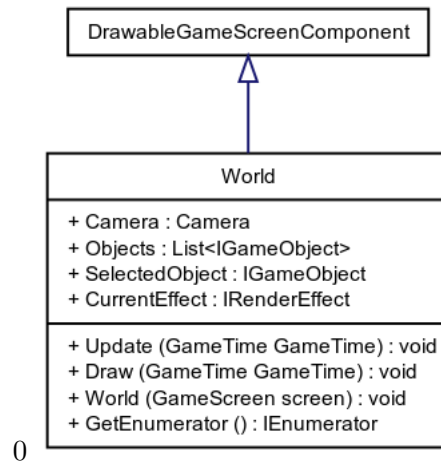 DrawableGameScreenComponent
World
+ Camera : Camera
+ Objects : List<IGameObject>
+ SelectedObject : IGameObject
+ CurrentEffect : IRenderEffect
+ Update (GameTime GameTime) : void
+ Draw (GameTime GameTime) : void
+ World (GameScreen screen) : void
+ GetEnumerator () : IEnumerator
0